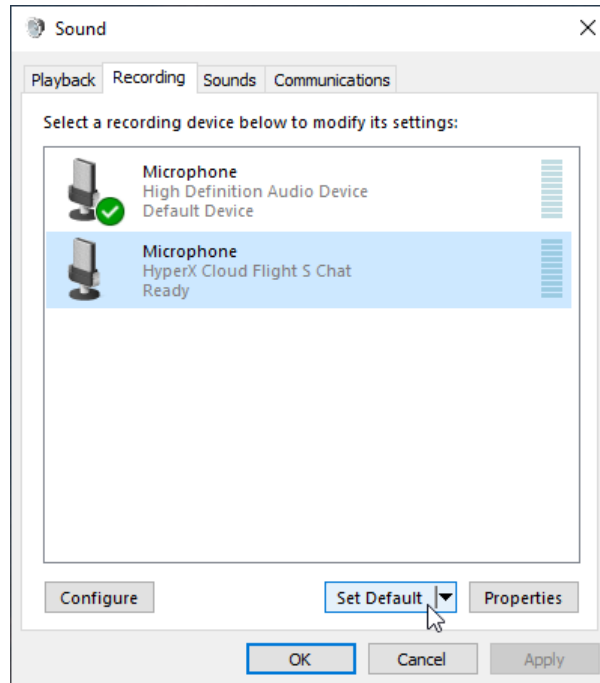 Sound
Playback Recording Sounds Communications
Select a recording device below to modify its settings:
Microphone
High Definition Audio Device
Default Device
Microphone
HyperX Cloud Flight S Chat
Ready
Configure Set Default Properties
OK Cancel Apply